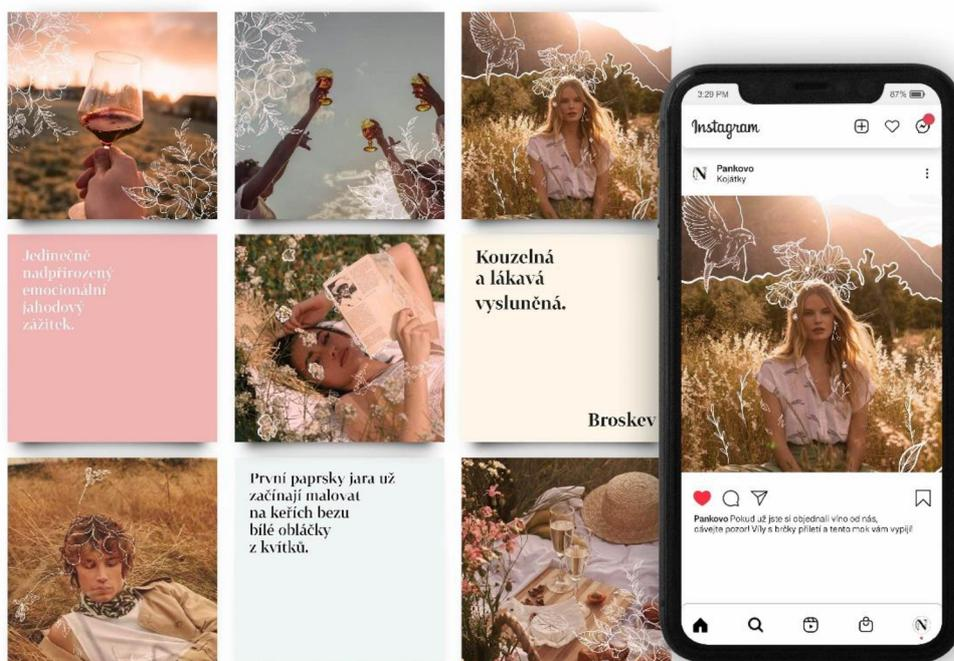 Jedinečně
nadpřirozený
emocionální
jahodový
zážitek.
Kouzelná
a lákavá
vysluněná.
Broskev
První paprsky jara už
začínají malovat
na keřích bezu
bílé obláčky
z kvítků.
3:29 PM
87%
Instagram
N
Pankovo
Kojátky
Pankovo Pokud už jste si objednali víno od nás,
dávejte pozor! Víly s brčky přiletí a tento mok vám vypijí!
N